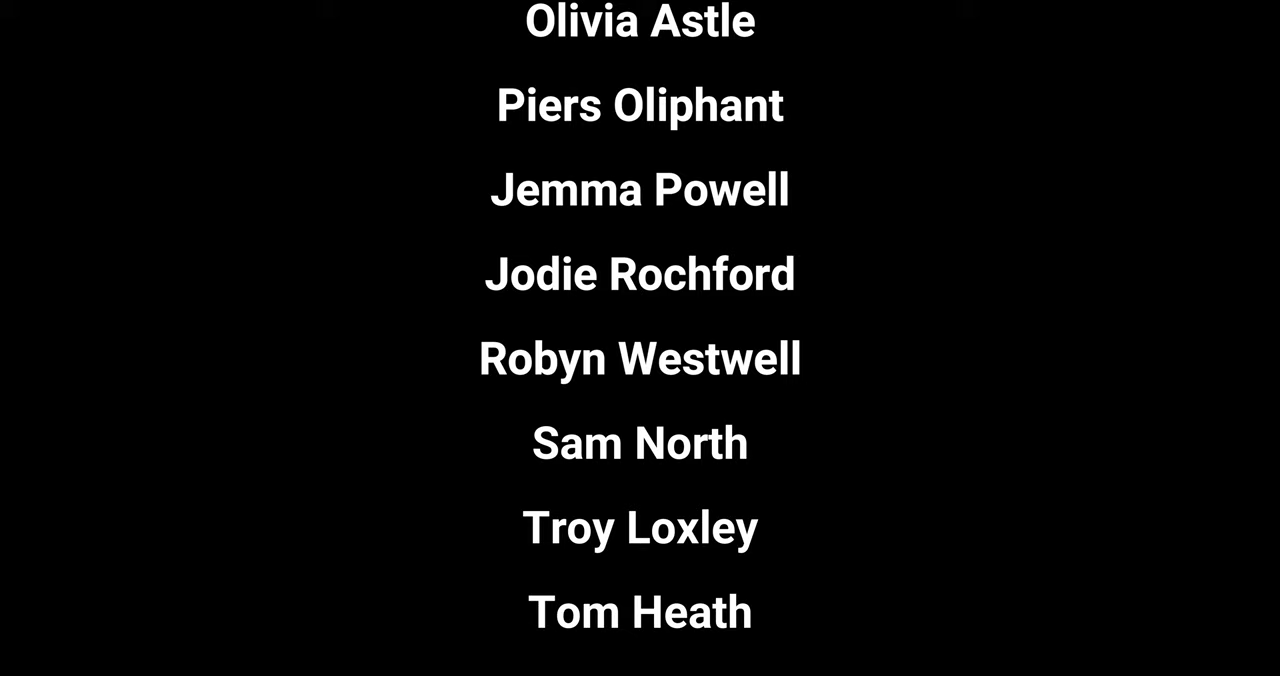 Olivia Astle
Piers Oliphant
Jemma Powell
Jodie Rochford
Robyn Westwell
Sam North
Troy Loxley
Tom Heath